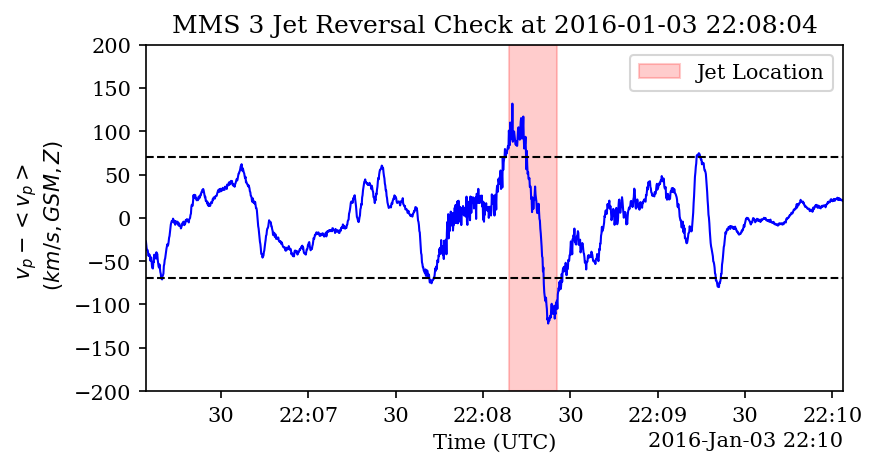 MMS 3 Jet Reversal Check at 2016-01-03 22:08:04
200
150
100
50
0
−50
−100
−150
−200
v_p − < v_p >
(km/s, GSM, Z)
Jet Location
30 22:07 30 22:08 30 22:09 30 22:10
Time (UTC)
2016-Jan-03 22:10